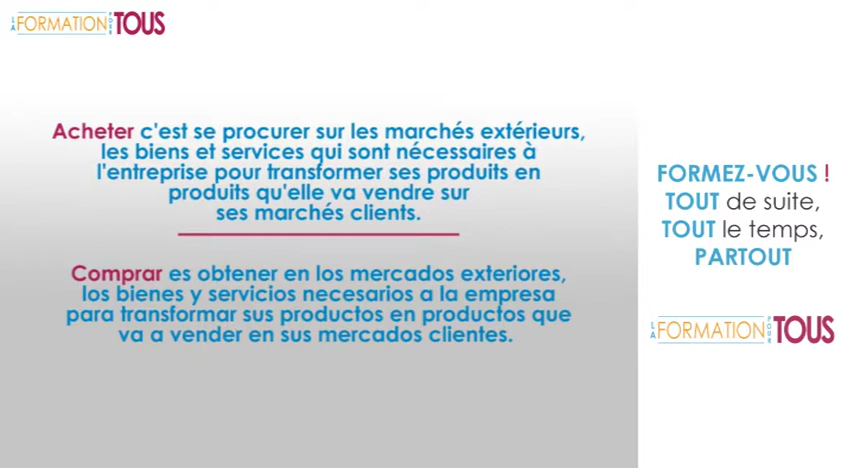 LA FORMATION POUR TOUS
Acheter c'est se procurer sur les marchés extérieurs,
les biens et services qui sont nécessaires à
l'entreprise pour transformer ses produits en
produits qu'elle va vendre sur
ses marchés clients.
Comprar es obtener en los mercados exteriores,
los bienes y servicios necesarios a la empresa
para transformar sus productos en productos que
va a vender en sus mercados clientes.
FORMEZ-VOUS !
TOUT de suite,
TOUT le temps,
PARTOUT
LA FORMATION POUR TOUS